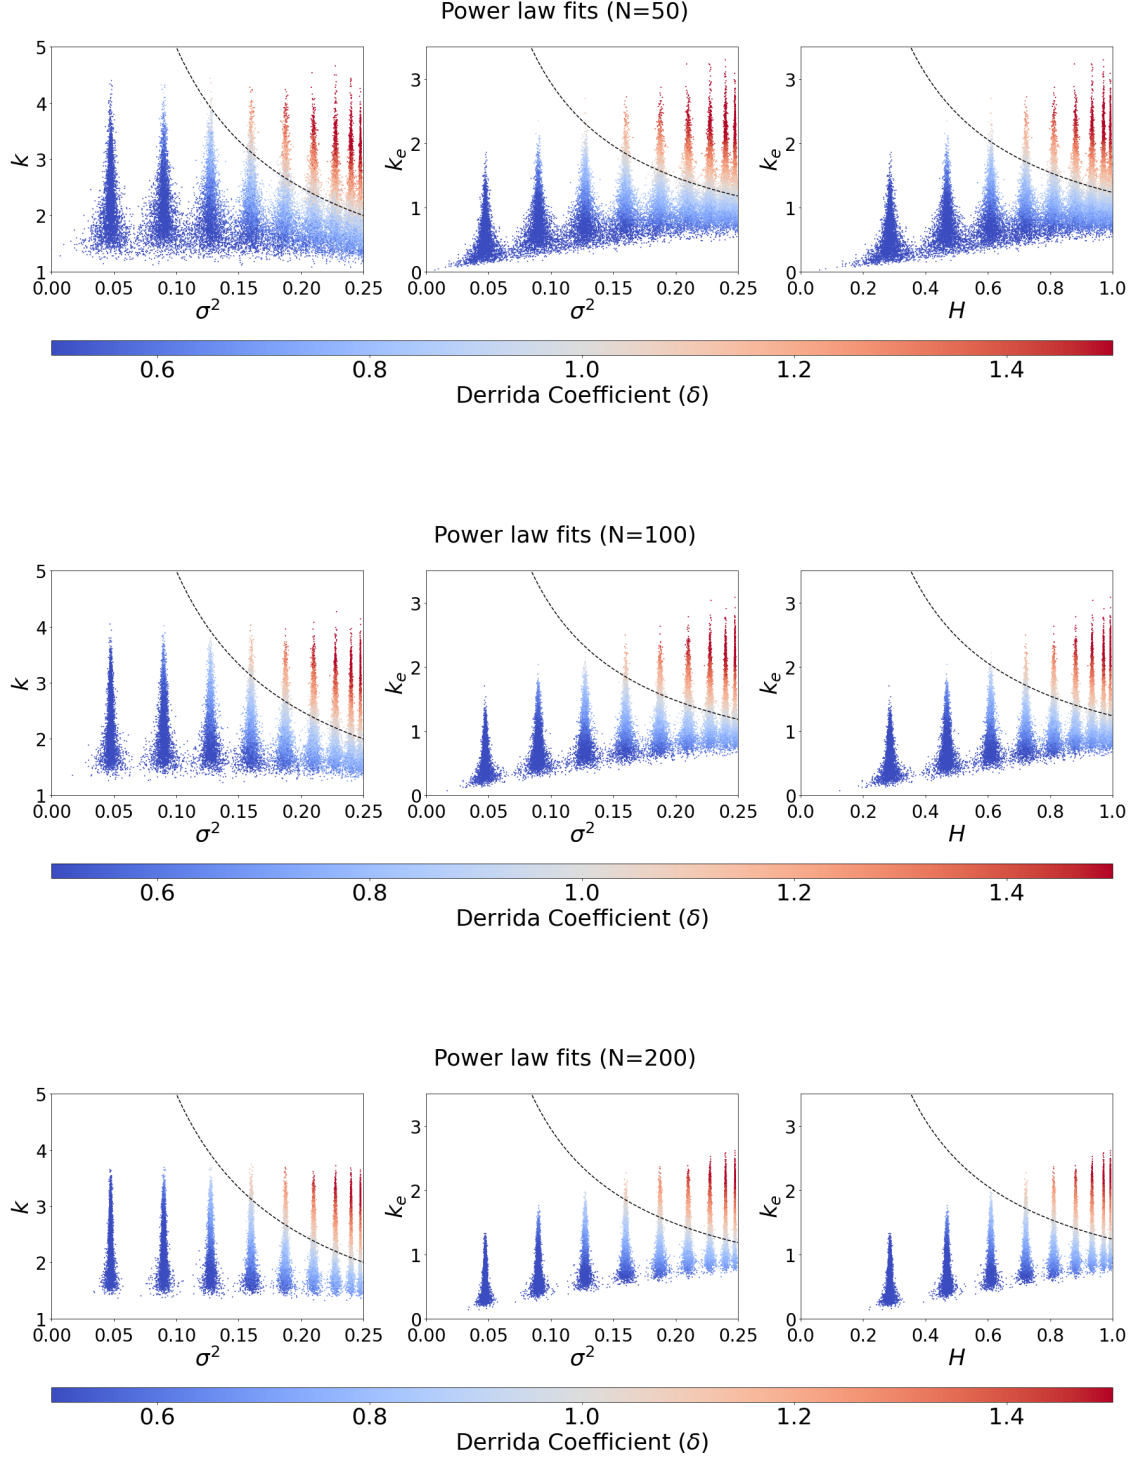 Power law fits (N=50)
5
4
3
2
1
k
0.00 0.05 0.10 0.15 0.20 0.25
σ²
3
2
1
0
kₑ
0.00 0.05 0.10 0.15 0.20 0.25
σ²
3
2
1
0
kₑ
0.0 0.2 0.4 0.6 0.8 1.0
H
0.6 0.8 1.0 1.2 1.4
Derrida Coefficient (δ)
Power law fits (N=100)
5
4
3
2
1
k
0.00 0.05 0.10 0.15 0.20 0.25
σ²
3
2
1
0
kₑ
0.00 0.05 0.10 0.15 0.20 0.25
σ²
3
2
1
0
kₑ
0.0 0.2 0.4 0.6 0.8 1.0
H
0.6 0.8 1.0 1.2 1.4
Derrida Coefficient (δ)
Power law fits (N=200)
5
4
3
2
1
k
0.00 0.05 0.10 0.15 0.20 0.25
σ²
3
2
1
0
kₑ
0.00 0.05 0.10 0.15 0.20 0.25
σ²
3
2
1
0
kₑ
0.0 0.2 0.4 0.6 0.8 1.0
H
0.6 0.8 1.0 1.2 1.4
Derrida Coefficient (δ)